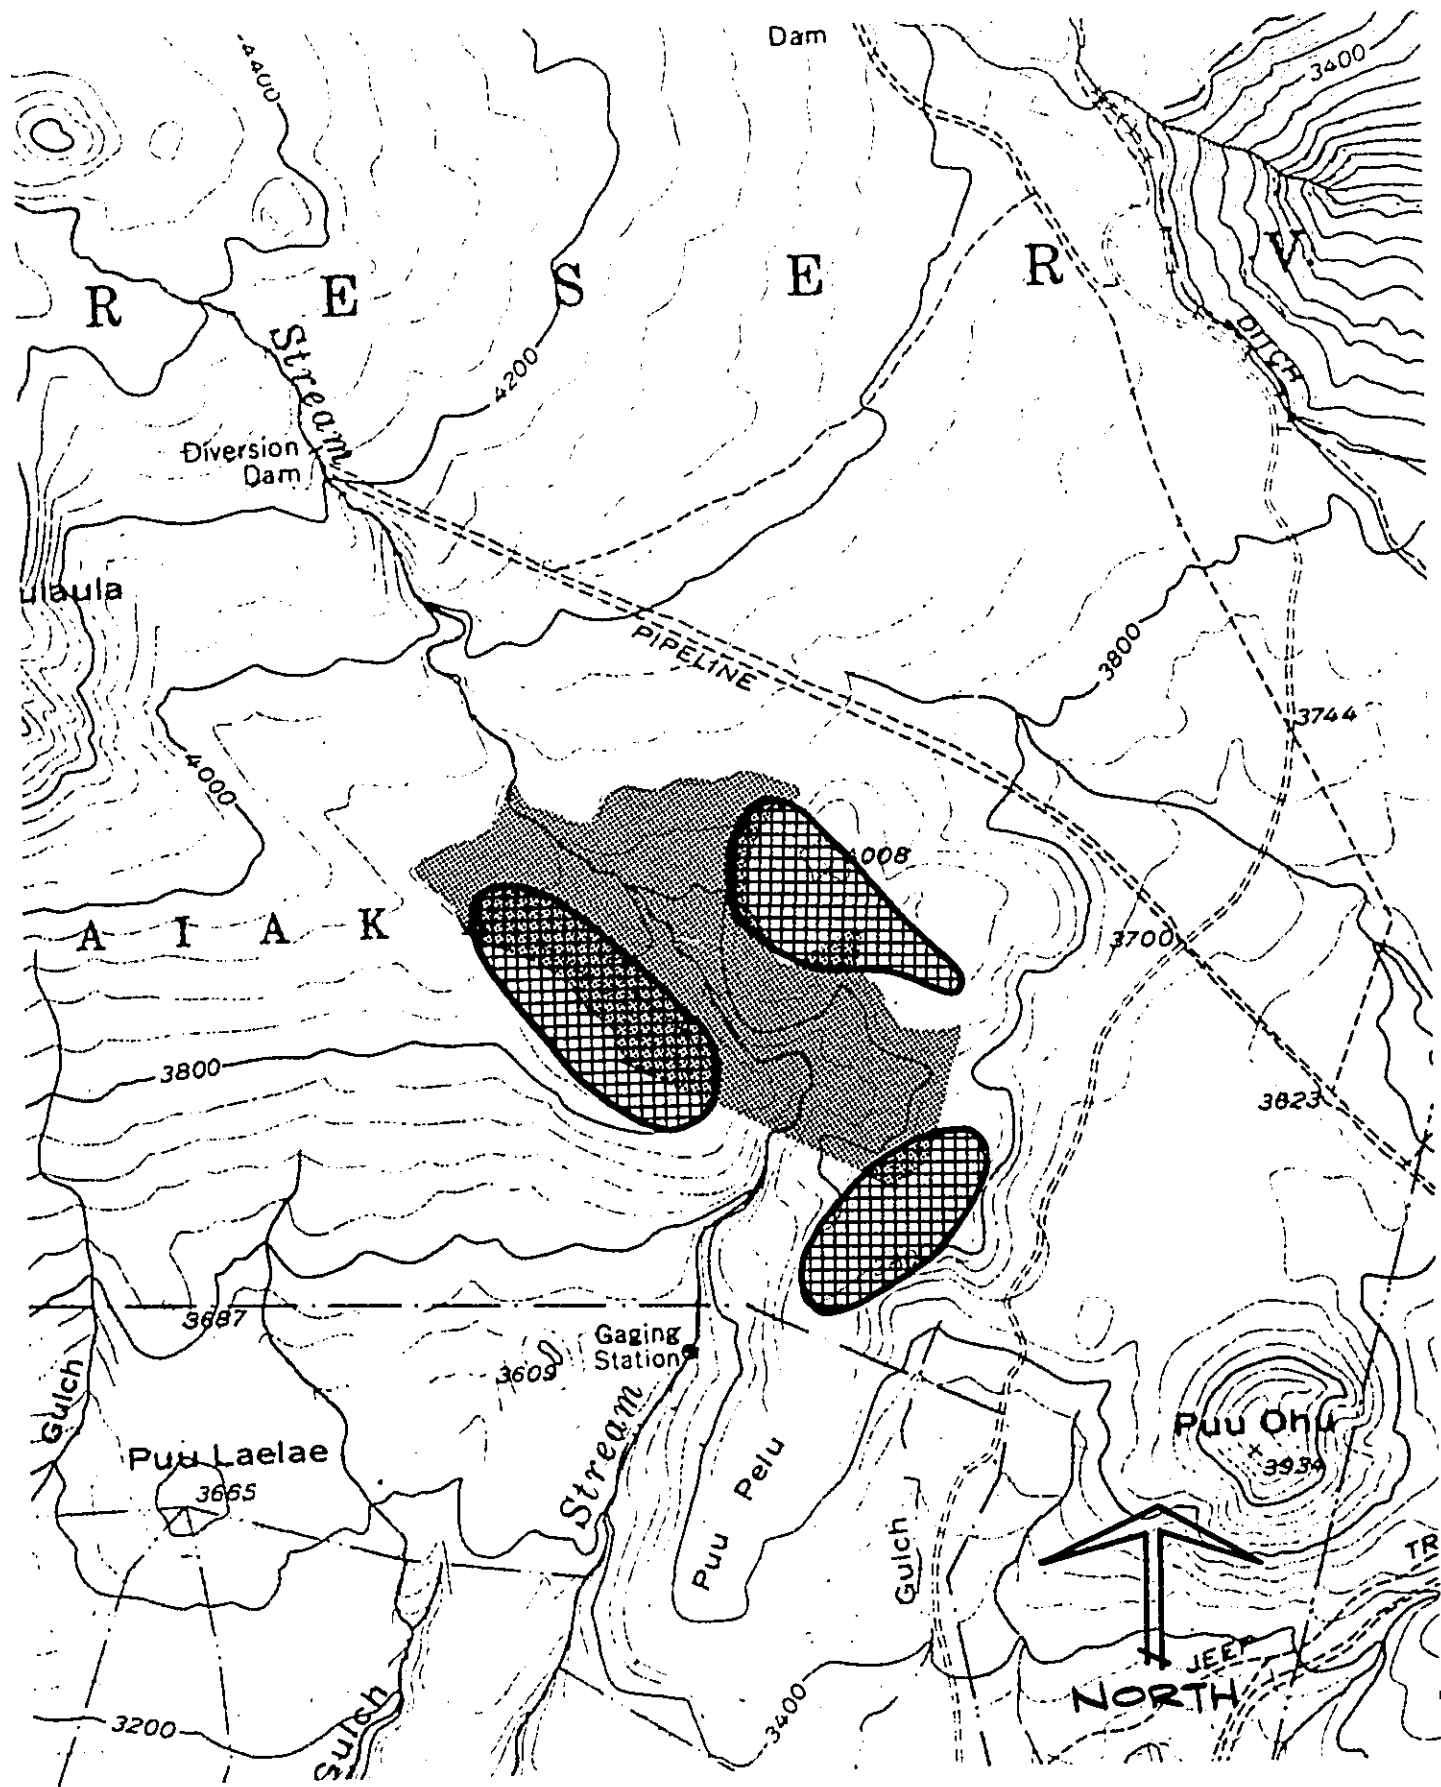 Dam
4400
3400
R E S E R V.
Stream
DITCH
4200
Diversion
Dam
ulaula
PIPELINE
3800
3744
4000
008
A I A K
3700
3800
3823
3687
Gaging
Station
3609
Gulch
Stream
Puu Ohu
3934
Puu Laelae
3665
Puu Pelu
Gulch
TR
JEEP
NORTH
3200
Gulch
3400